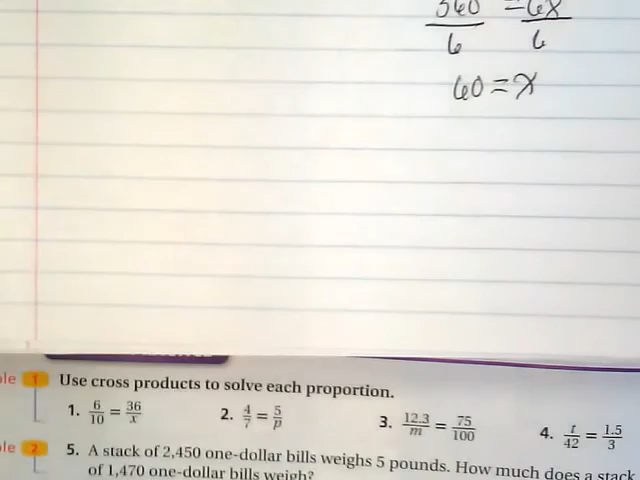 360 = 6x
6 6
60 = x
1 Use cross products to solve each proportion.
1. 6/10 = 36/x 2. 4/7 = 5/p 3. 12.3/m = 75/100 4. t/42 = 1.5/3
2 5. A stack of 2,450 one-dollar bills weighs 5 pounds. How much does a stack
of 1,470 one-dollar bills weigh?